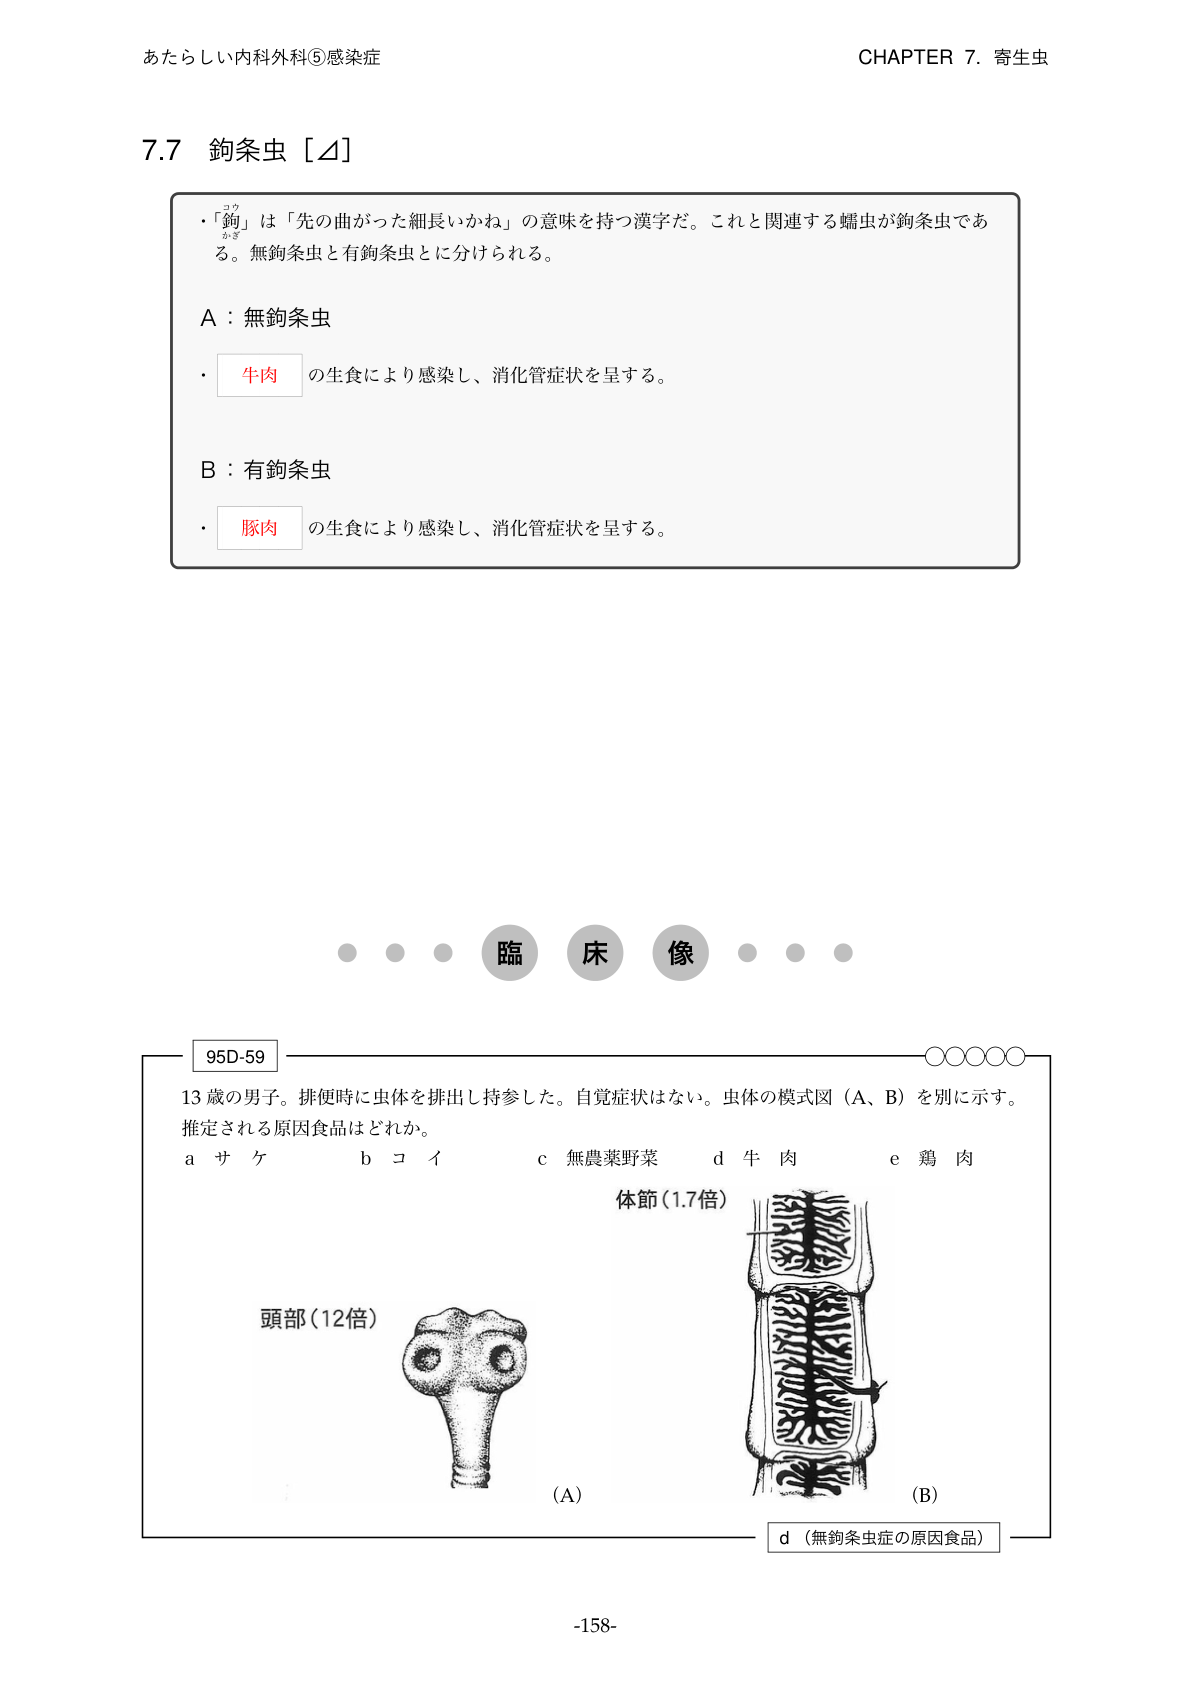 あたらしい内科外科⑤感染症
CHAPTER 7. 寄生虫
7.7 鉤条虫［⊿］
コウ
・「鉤」は「先の曲がった細長いかね」の意味を持つ漢字だ。これと関連する蠕虫が鉤条虫であ
かぎ
る。無鉤条虫と有鉤条虫とに分けられる。
A：無鉤条虫
・ 牛肉 の生食により感染し、消化管症状を呈する。
B：有鉤条虫
・ 豚肉 の生食により感染し、消化管症状を呈する。
臨 床 像
95D-59
13 歳の男子。排便時に虫体を排出し持参した。自覚症状はない。虫体の模式図（A、B）を別に示す。
推定される原因食品はどれか。
a サ ケ b コ イ c 無農薬野菜 d 牛 肉 e 鶏 肉
体節（1.7倍）
頭部（12倍）
（A）
（B）
d （無鉤条虫症の原因食品）
-158-